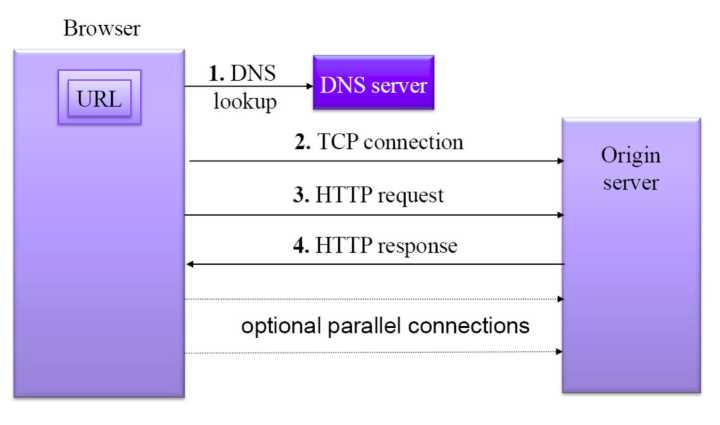 Browser
URL
1. DNS
lookup
DNS server
2. TCP connection
Origin
server
3. HTTP request
4. HTTP response
optional parallel connections